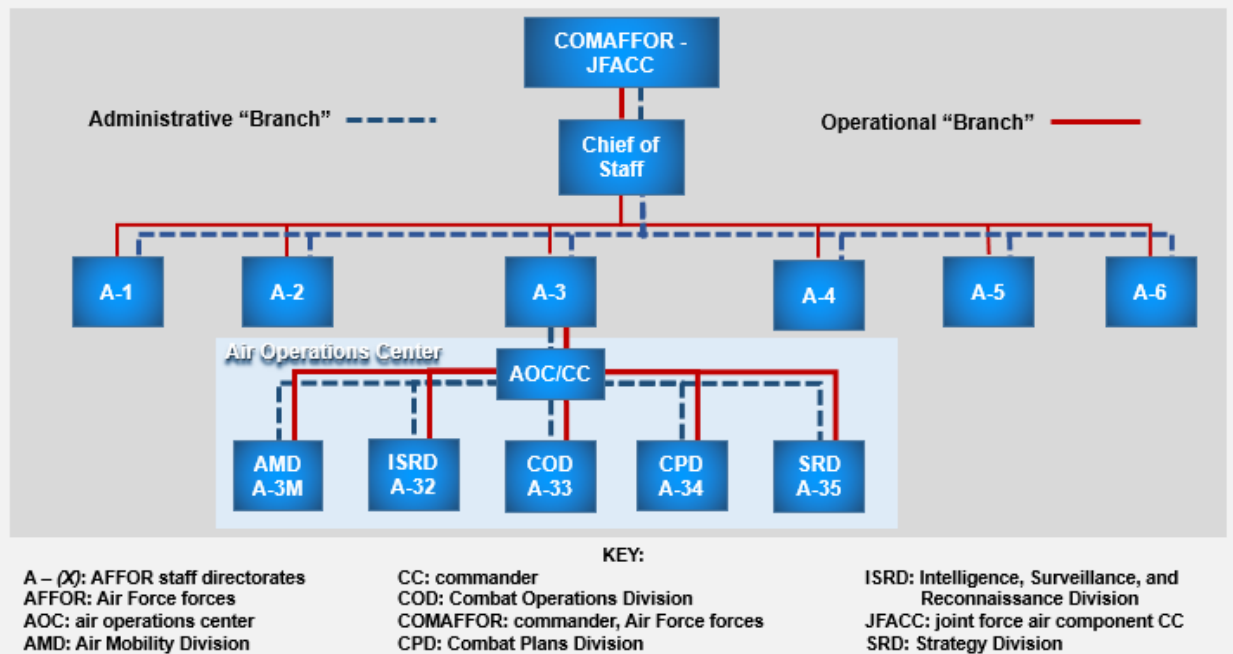 COMAFFOR -
JFACC
Administrative “Branch”
Operational “Branch”
Chief of
Staff
A-1
A-2
A-3
A-4
A-5
A-6
Air Operations Center
AOC/CC
AMD
A-3M
ISRD
A-32
COD
A-33
CPD
A-34
SRD
A-35
KEY:
A – (X): AFFOR staff directorates
AFFOR: Air Force forces
AOC: air operations center
AMD: Air Mobility Division
CC: commander
COD: Combat Operations Division
COMAFFOR: commander, Air Force forces
CPD: Combat Plans Division
ISRD: Intelligence, Surveillance, and
Reconnaissance Division
JFACC: joint force air component CC
SRD: Strategy Division